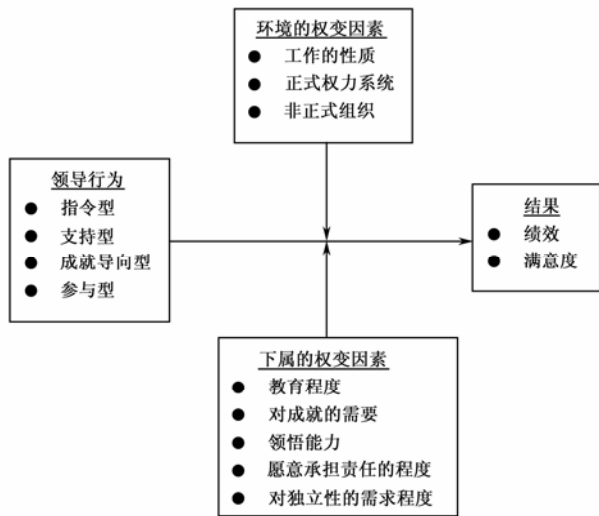 环境的权变因素
● 工作的性质
● 正式权力系统
● 非正式组织
领导行为
● 指令型
● 支持型
● 成就导向型
● 参与型
结果
● 绩效
● 满意度
下属的权变因素
● 教育程度
● 对成就的需要
● 领悟能力
● 愿意承担责任的程度
● 对独立性的需求程度